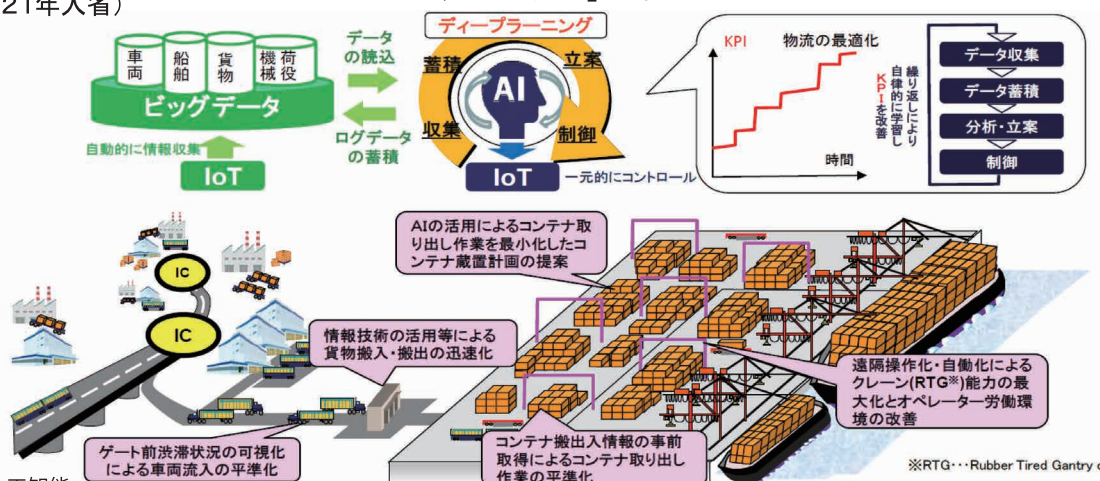 21年入省）
ディープラーニング
車両
船舶
貨物
荷役
機械
ビッグデータ
データ
の読込
ログデータ
の蓄積
自動的に情報収集
IoT
蓄積
立案
AI
収集
制御
IoT
一元的にコントロール
KPI
物流の最適化
時間
繰り返しにより
自律的に学習し
KPIを改善
データ収集
データ蓄積
分析・立案
制御
AIの活用によるコンテナ取
り出し作業を最小化したコ
ンテナ蔵置計画の提案
IC
IC
情報技術の活用等による
貨物搬入・搬出の迅速化
遠隔操作化・自働化による
クレーン(RTG※)能力の最
大化とオペレーター労働環
境の改善
ゲート前渋滞状況の可視化
による車両流入の平準化
コンテナ搬出入情報の事前
取得によるコンテナ取り出し
作業の平準化
※RTG･･･Rubber Tired Gantry